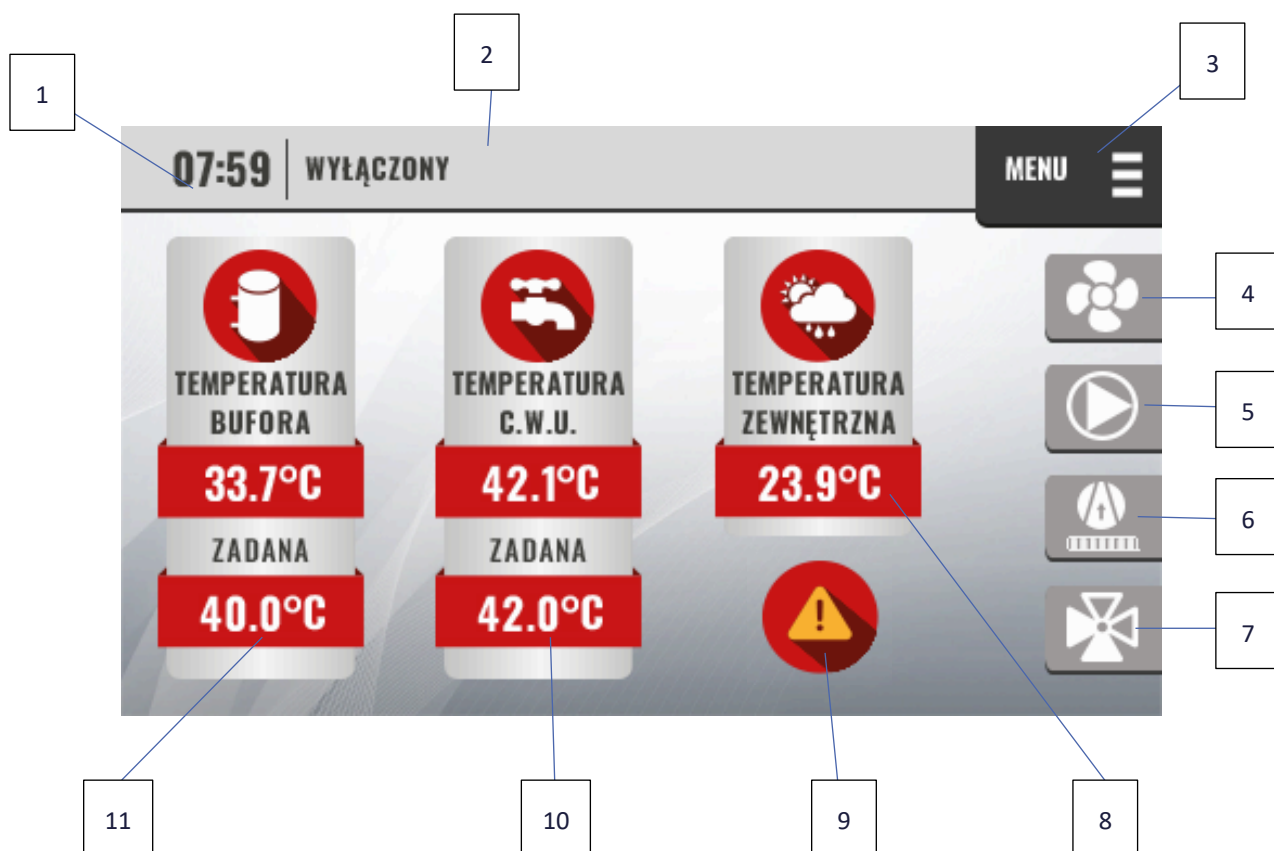 2
3
1
07:59 WYŁĄCZONY
MENU
4
TEMPERATURA
BUFORA
33.7°C
ZADANA
40.0°C
TEMPERATURA
C.W.U.
42.1°C
ZADANA
42.0°C
TEMPERATURA
ZEWNĘTRZNA
23.9°C
5
6
7
11
10
9
8